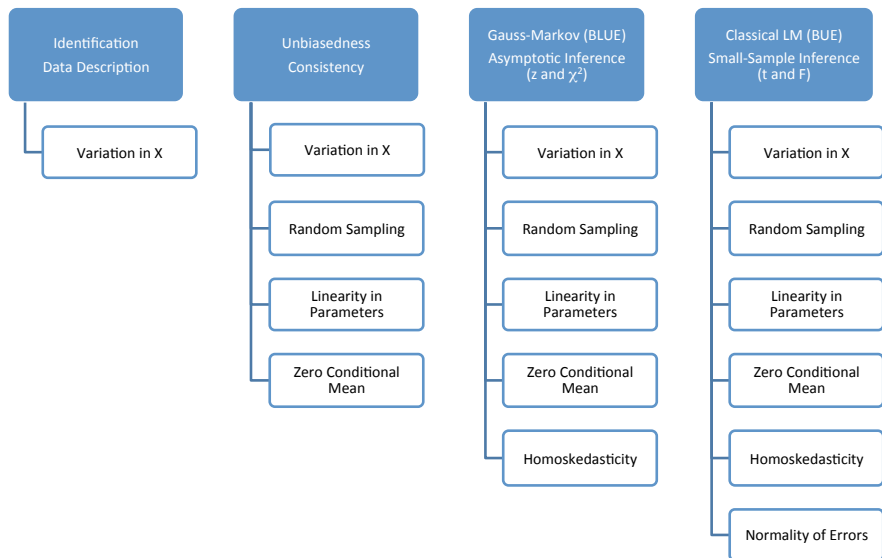 Identification
Data Description
Variation in X
Unbiasedness
Consistency
Variation in X
Random Sampling
Linearity in
Parameters
Zero Conditional
Mean
Gauss-Markov (BLUE)
Asymptotic Inference
(z and χ²)
Variation in X
Random Sampling
Linearity in
Parameters
Zero Conditional
Mean
Homoskedasticity
Classical LM (BUE)
Small-Sample Inference
(t and F)
Variation in X
Random Sampling
Linearity in
Parameters
Zero Conditional
Mean
Homoskedasticity
Normality of Errors